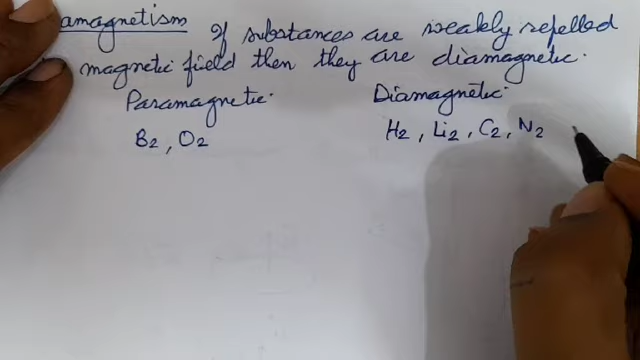 amagnetism If substances are weakly repelled
magnetic field then they are diamagnetic.
Paramagnetic. Diamagnetic.
B2, O2 H2, Li2, C2, N2